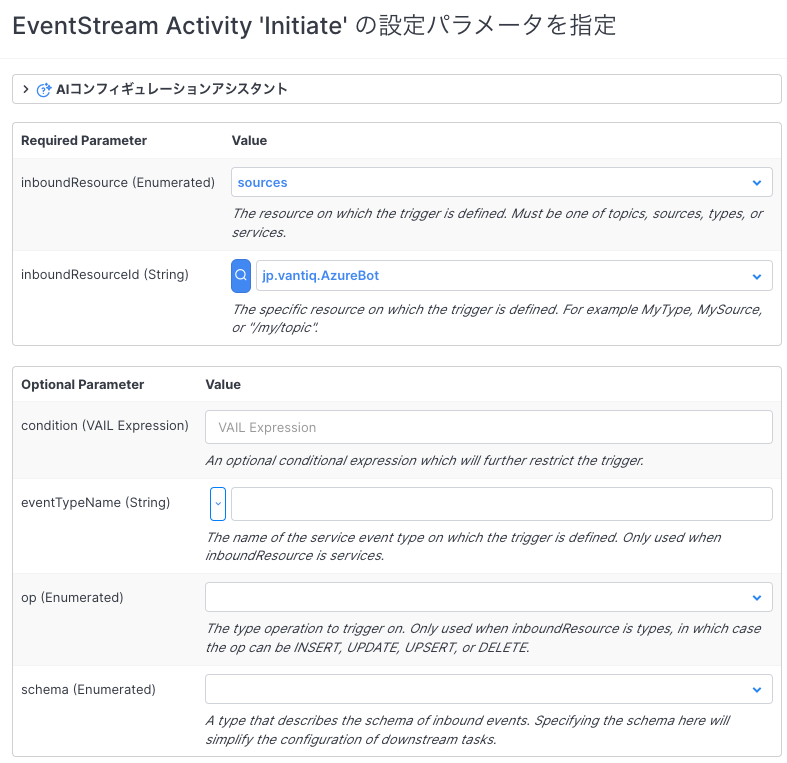 EventStream Activity 'Initiate' の設定パラメータを指定
AIコンフィギュレーションアシスタント
Required Parameter Value
inboundResource (Enumerated) sources
The resource on which the trigger is defined. Must be one of topics, sources, types, or
services.
inboundResourceId (String) jp.vantiq.AzureBot
The specific resource on which the trigger is defined. For example MyType, MySource,
or "/my/topic".
Optional Parameter Value
condition (VAIL Expression) VAIL Expression
An optional conditional expression which will further restrict the trigger.
eventTypeName (String)
The name of the service event type on which the trigger is defined. Only used when
inboundResource is services.
op (Enumerated)
The type operation to trigger on. Only used when inboundResource is types, in which case
the op can be INSERT, UPDATE, UPSERT, or DELETE.
schema (Enumerated)
A type that describes the schema of inbound events. Specifying the schema here will
simplify the configuration of downstream tasks.